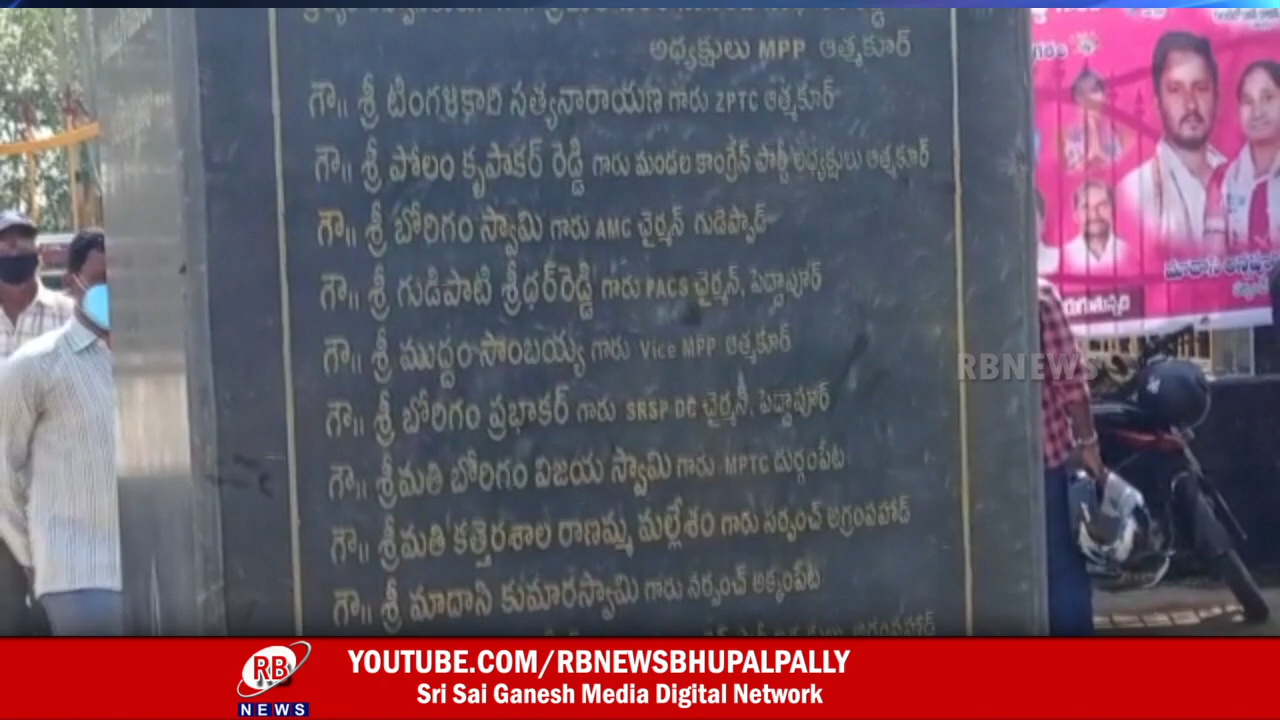 అధ్యక్షులు MPP ఆత్మకూర్
గౌ॥ శ్రీ టింగళికారి సత్యనారాయణ గారు ZPTC ఆత్మకూర్
గౌ॥ శ్రీ పోలం కృపాకర్ రెడ్డి గారు మండల కాంగ్రేస్ పార్టీ అధ్యక్షులు ఆత్మకూర్
గౌ॥ శ్రీ బోరిగం స్వామి గారు AMC ఛైర్మన్ గుడెప్పాడ్
గౌ॥ శ్రీ గుడిపాటి శ్రీధర్‌రెడ్డి గారు PACS ఛైర్మన్, పెద్దాపూర్
గౌ॥ శ్రీ ముద్దం సాంబయ్య గారు Vice MPP ఆత్మకూర్
గౌ॥ శ్రీ బోరిగం ప్రభాకర్ గారు SRSP DC ఛైర్మన్, పెద్దాపూర్
గౌ॥ శ్రీమతి బోరిగం విజయ స్వామి గారు MPTC దుర్గంపేట
గౌ॥ శ్రీమతి కత్తెరశాల రాణమ్మ మల్లేశం గారు సర్పంచ్ అగ్రంపహాడ్
గౌ॥ శ్రీ మాదాసి కుమారస్వామి గారు సర్పంచ్ అక్కంపేట
RBNEWS
RB
NEWS
YOUTUBE.COM/RBNEWSBHUPALPALLY
Sri Sai Ganesh Media Digital Network